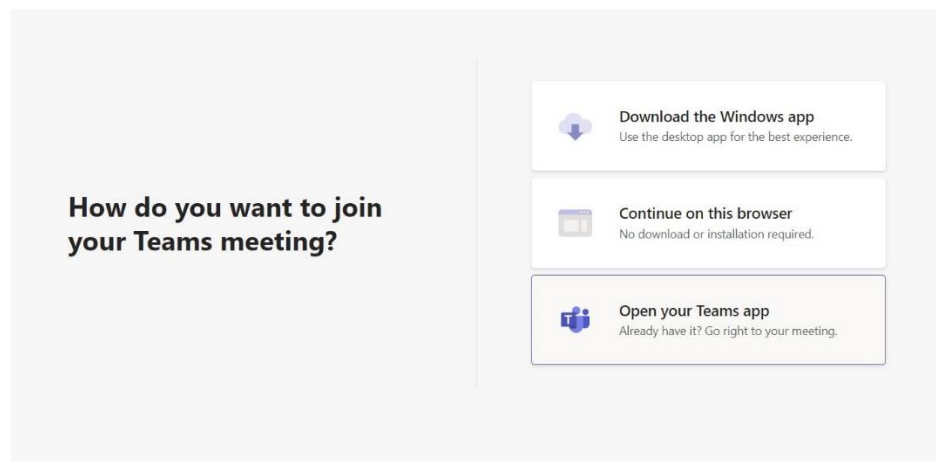 How do you want to join
your Teams meeting?
Download the Windows app
Use the desktop app for the best experience.
Continue on this browser
No download or installation required.
Open your Teams app
Already have it? Go right to your meeting.